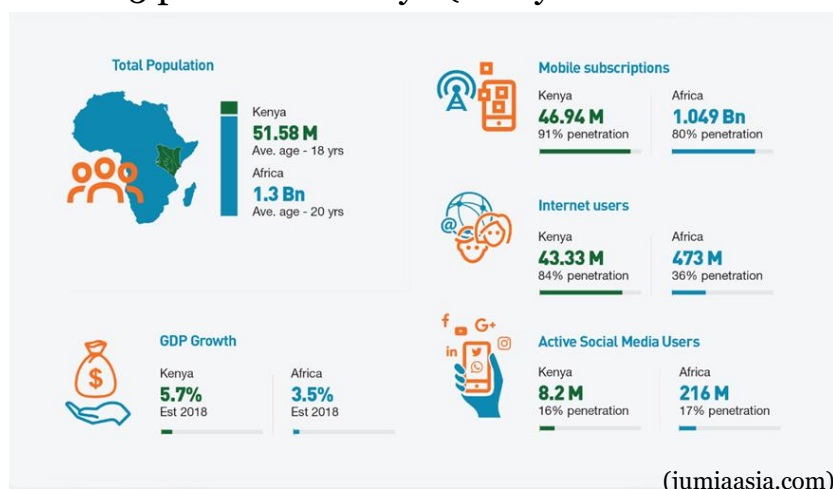 Total Population
Kenya
51.58 M
Ave. age - 18 yrs
Africa
1.3 Bn
Ave. age - 20 yrs
Mobile subscriptions
Kenya
46.94 M
91% penetration
Africa
1.049 Bn
80% penetration
@
Internet users
Kenya
43.33 M
84% penetration
Africa
473 M
36% penetration
$
GDP Growth
Kenya
5.7%
Est 2018
Africa
3.5%
Est 2018
f
G+
in
Active Social Media Users
Kenya
8.2 M
16% penetration
Africa
216 M
17% penetration
(jumiaasia.com)